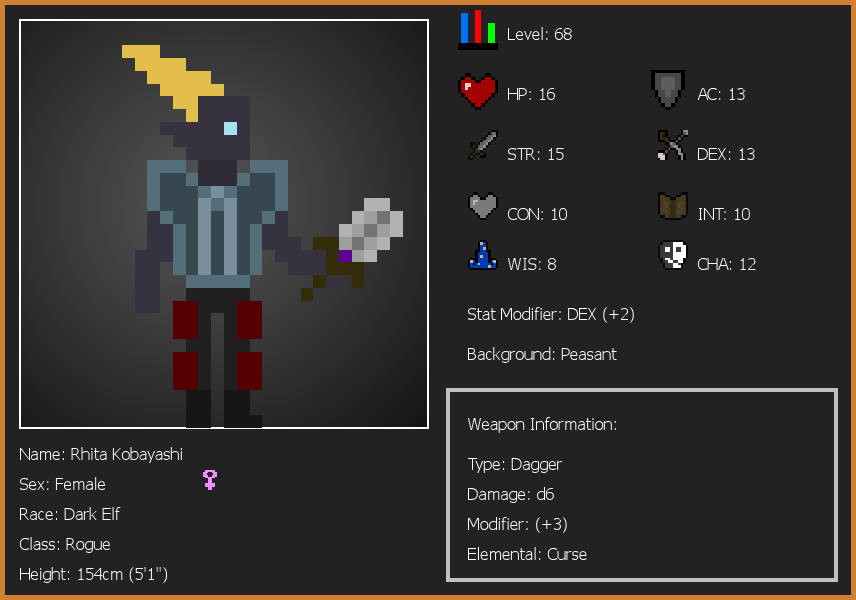 Level: 68
HP: 16
AC: 13
STR: 15
DEX: 13
CON: 10
INT: 10
WIS: 8
CHA: 12
Stat Modifier: DEX (+2)
Background: Peasant
Weapon Information:
Type: Dagger
Damage: d6
Modifier: (+3)
Elemental: Curse
Name: Rhita Kobayashi
Sex: Female
Race: Dark Elf
Class: Rogue
Height: 154cm (5'1")